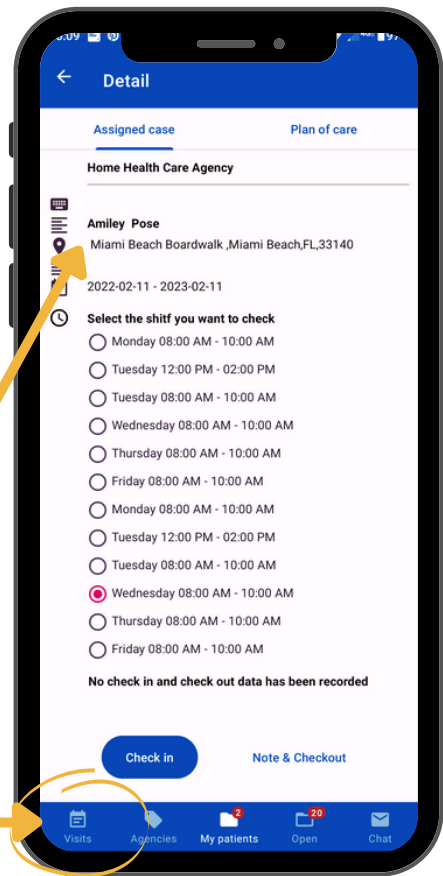 Detail
Assigned case Plan of care
Home Health Care Agency
Amiley Pose
Miami Beach Boardwalk ,Miami Beach,FL,33140
2022-02-11 - 2023-02-11
Select the shitf you want to check
Monday 08:00 AM - 10:00 AM
Tuesday 12:00 PM - 02:00 PM
Tuesday 08:00 AM - 10:00 AM
Wednesday 08:00 AM - 10:00 AM
Thursday 08:00 AM - 10:00 AM
Friday 08:00 AM - 10:00 AM
Monday 08:00 AM - 10:00 AM
Tuesday 12:00 PM - 02:00 PM
Tuesday 08:00 AM - 10:00 AM
Wednesday 08:00 AM - 10:00 AM
Thursday 08:00 AM - 10:00 AM
Friday 08:00 AM - 10:00 AM
No check in and check out data has been recorded
Check in Note & Checkout
2 20
Visits Agencies My patients Open Chat